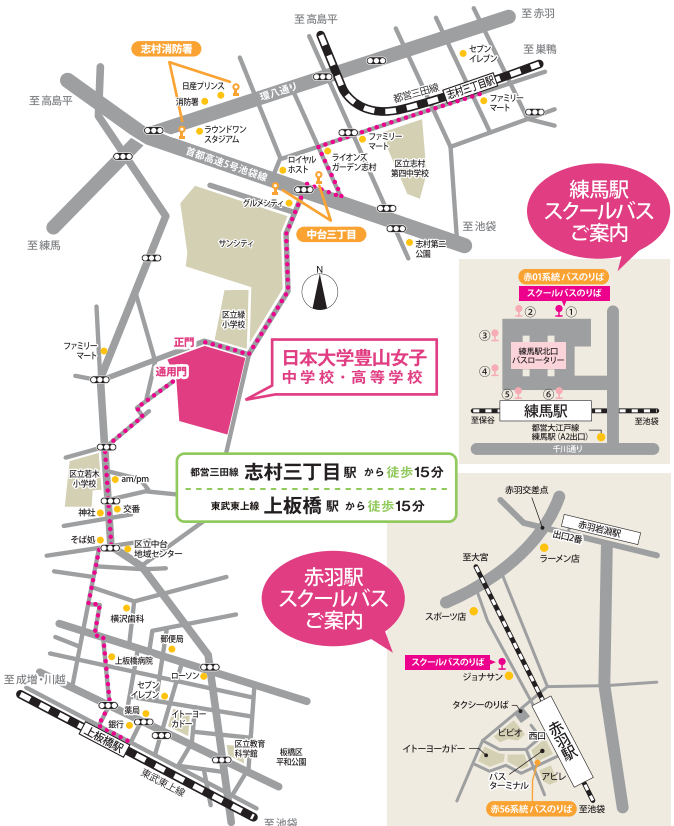 至高島平
至赤羽
志村消防署
セブン
イレブン
至巣鴨
日産プリンス
消防署
環八通り
都営三田線
志村三丁目駅
ファミリー
マート
至高島平
ラウンドワン
スタジアム
首都高速5号池袋線
ファミリー
マート
ロイヤル
ホスト
ライオンズ
ガーデン志村
区立志村
第四中学校
グルメシティ
中台三丁目
至池袋
至練馬
サンシティ
志村第二
公園
N
区立緑
小学校
正門
通用門
ファミリー
マート
日本大学豊山女子
中学校・高等学校
練馬駅
スクールバス
ご案内
赤01系統 バスのりば
スクールバスのりば
②
①
③
④
練馬駅北口
バスロータリー
⑤
⑥
練馬駅
至保谷
至池袋
都営大江戸線
練馬駅(A2出口)
千川通り
都営三田線 志村三丁目駅 から徒歩15分
東武東上線 上板橋駅 から徒歩15分
区立若木
小学校
am/pm
神社
交番
そば処
区立中台
地域センター
横沢歯科
郵便局
上板橋病院
ローソン
至成増・川越
セブン
イレブン
薬局
銀行
イトーヨー
カドー
上板橋駅
東武東上線
区立教育
科学館
板橋区
平和公園
至池袋
赤羽駅
スクールバス
ご案内
赤羽交差点
赤羽岩淵駅
出口2番
至大宮
ラーメン店
スポーツ店
スクールバスのりば
ジョナサン
タクシーのりば
赤羽駅
ビビオ
西口
イトーヨーカドー
バス
ターミナル
アピレ
赤56系統 バスのりば
至池袋